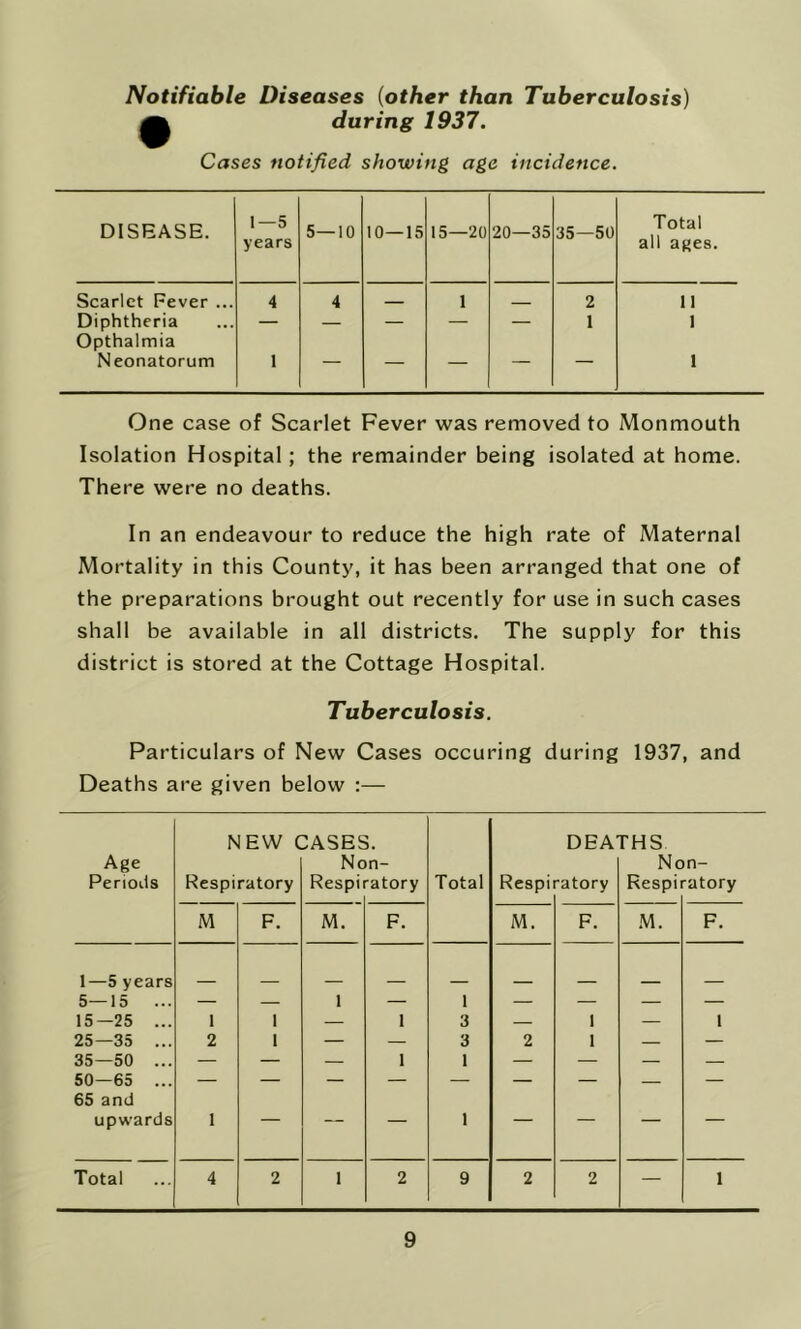 Notifiable Diseases (other than Tuberculosis)
during 1937.
Cases notified showing age incidence.
DISEASE. 1—5 years 5—10 10—15 15—20 20—35 35—50 Total all ages.
Scarlet Fever ... 4 4 — 1 — 2 11
Diphtheria ... — — — — — 1 1
Opthalmia
Neonatorum 1 — — — — — 1
One case of Scarlet Fever was removed to Monmouth
Isolation Hospital ; the remainder being isolated at home.
There were no deaths.
In an endeavour to reduce the high rate of Maternal
Mortality in this County, it has been arranged that one of
the preparations brought out recently for use in such cases
shall be available in all districts. The supply for this
district is stored at the Cottage Hospital.
Tuberculosis.
Particulars of New Cases occuring during 1937, and
Deaths are given below :—
NEW CASES. DEATHS
Age Periods Respiratory Non-Respiratory Total Respiratory Non-Respiratory
M F. M. F. M. F. M. F.
1—5 years — — — — — — — — —
5—15 ... — — 1 — 1 — — — —
15—25 ... 1 1 — 1 3 — 1 — 1
25—35 ... 2 1 — — 3 2 1 — —
35—50 ... — — — 1 1 — — — —
50—65 ... — — — — — — — — —
65 and
upwards 1 — — — 1 — — — —
Total ... 4 2 1 2 9 2 2 — 1
9